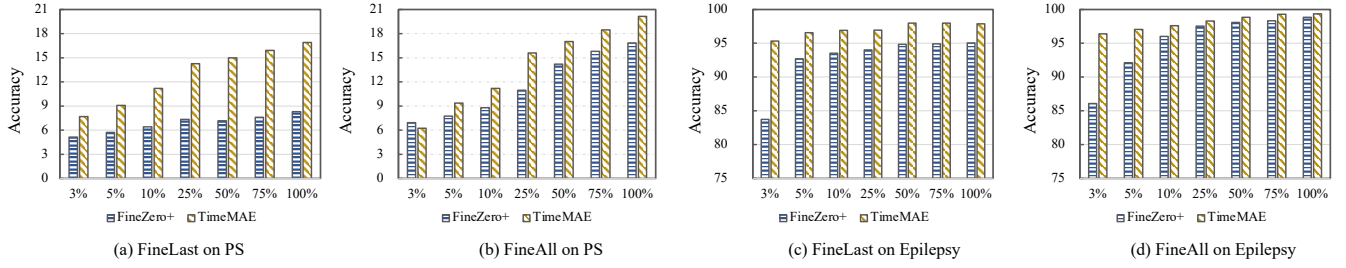 Accuracy
21
18
15
12
9
6
3
0
3% 5% 10% 25% 50% 75% 100%
FineZero+ TimeMAE
(a) FineLast on PS
Accuracy
21
18
15
12
9
6
3
0
3% 5% 10% 25% 50% 75% 100%
FineZero+ TimeMAE
(b) FineAll on PS
Accuracy
100
95
90
85
80
75
3% 5% 10% 25% 50% 75% 100%
FineZero+ TimeMAE
(c) FineLast on Epilepsy
Accuracy
100
95
90
85
80
75
3% 5% 10% 25% 50% 75% 100%
FineZero+ TimeMAE
(d) FineAll on Epilepsy